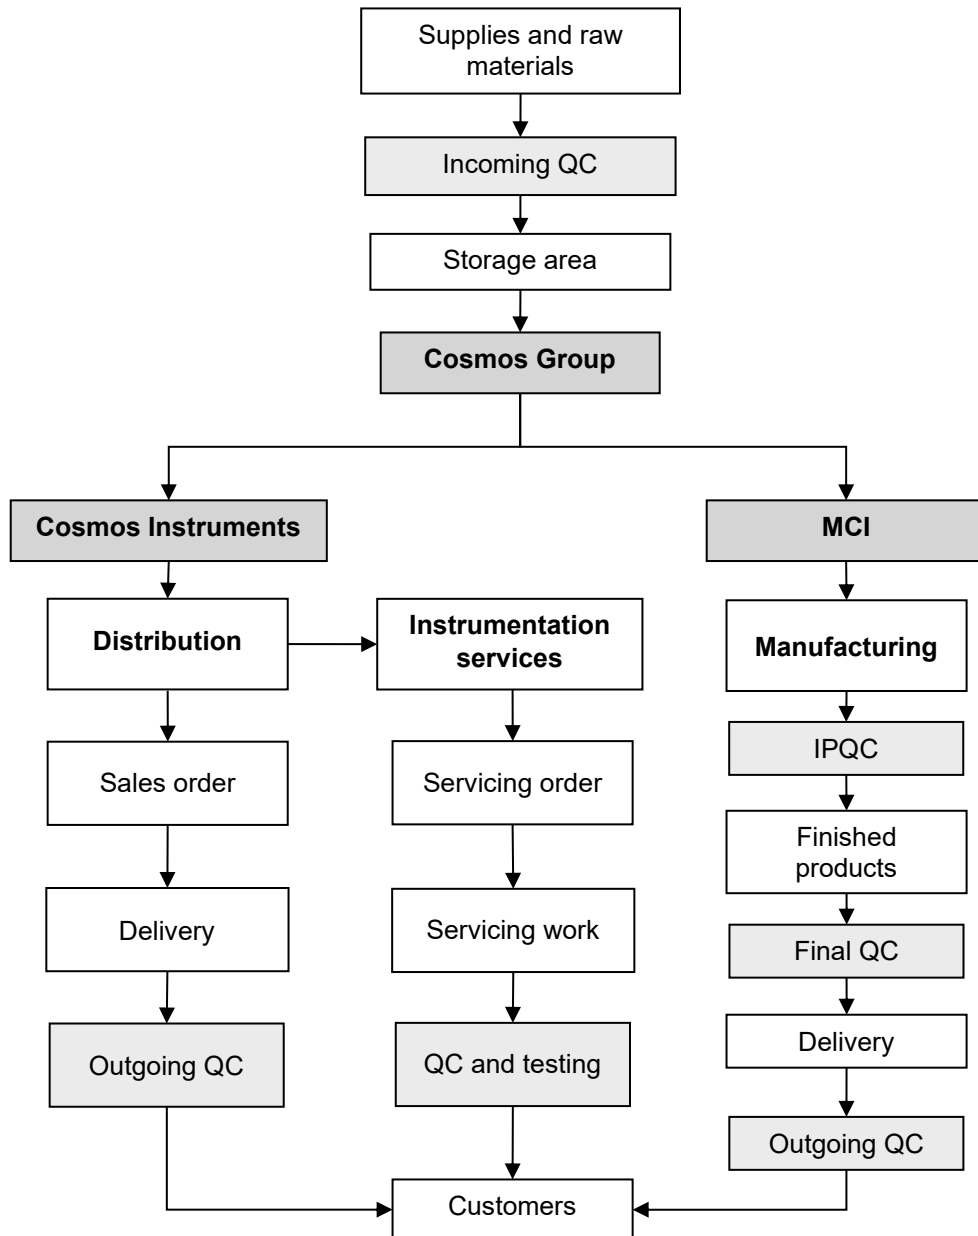 Supplies and raw
materials
Incoming QC
Storage area
Cosmos Group
Cosmos Instruments
MCI
Distribution
Instrumentation
services
Manufacturing
IPQC
Sales order
Servicing order
Finished
products
Delivery
Servicing work
Final QC
Delivery
Outgoing QC
QC and testing
Outgoing QC
Customers